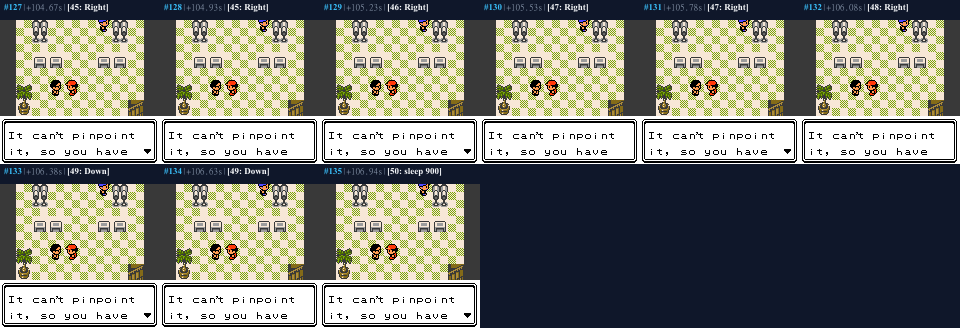 #127|+104.67s|[45: Right]
#128|+104.93s|[45: Right]
#129|+105.23s|[46: Right]
#130|+105.53s|[47: Right]
#131|+105.78s|[47: Right]
#132|+106.08s|[48: Right]
It can't pinpoint
it, so you have
It can't pinpoint
it, so you have
It can't pinpoint
it, so you have
It can't pinpoint
it, so you have
It can't pinpoint
it, so you have
It can't pinpoint
it, so you have
#133|+106.38s|[49: Down]
#134|+106.63s|[49: Down]
#135|+106.94s|[50: sleep 900]
It can't pinpoint
it, so you have
It can't pinpoint
it, so you have
It can't pinpoint
it, so you have